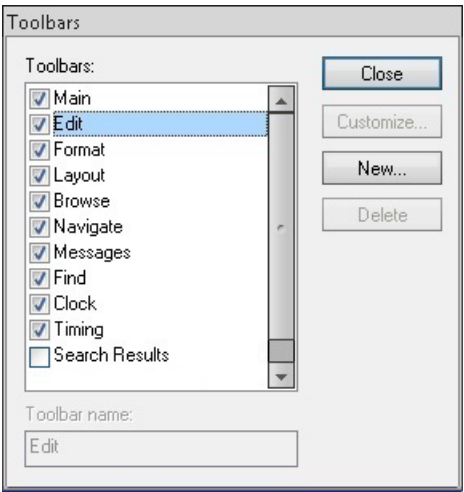 Toolbars
Toolbars:
Main
Edit
Format
Layout
Browse
Navigate
Messages
Find
Clock
Timing
Search Results
Close
Customize...
New...
Delete
Toolbar name:
Edit